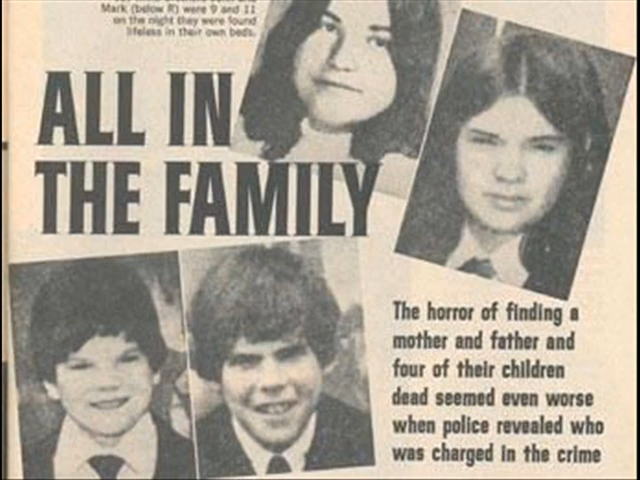 Mark (below R) were 9 and 11
on the night they were found
lifeless in their own beds.
ALL IN
THE FAMILY
The horror of finding a
mother and father and
four of their children
dead seemed even worse
when police revealed who
was charged in the crime